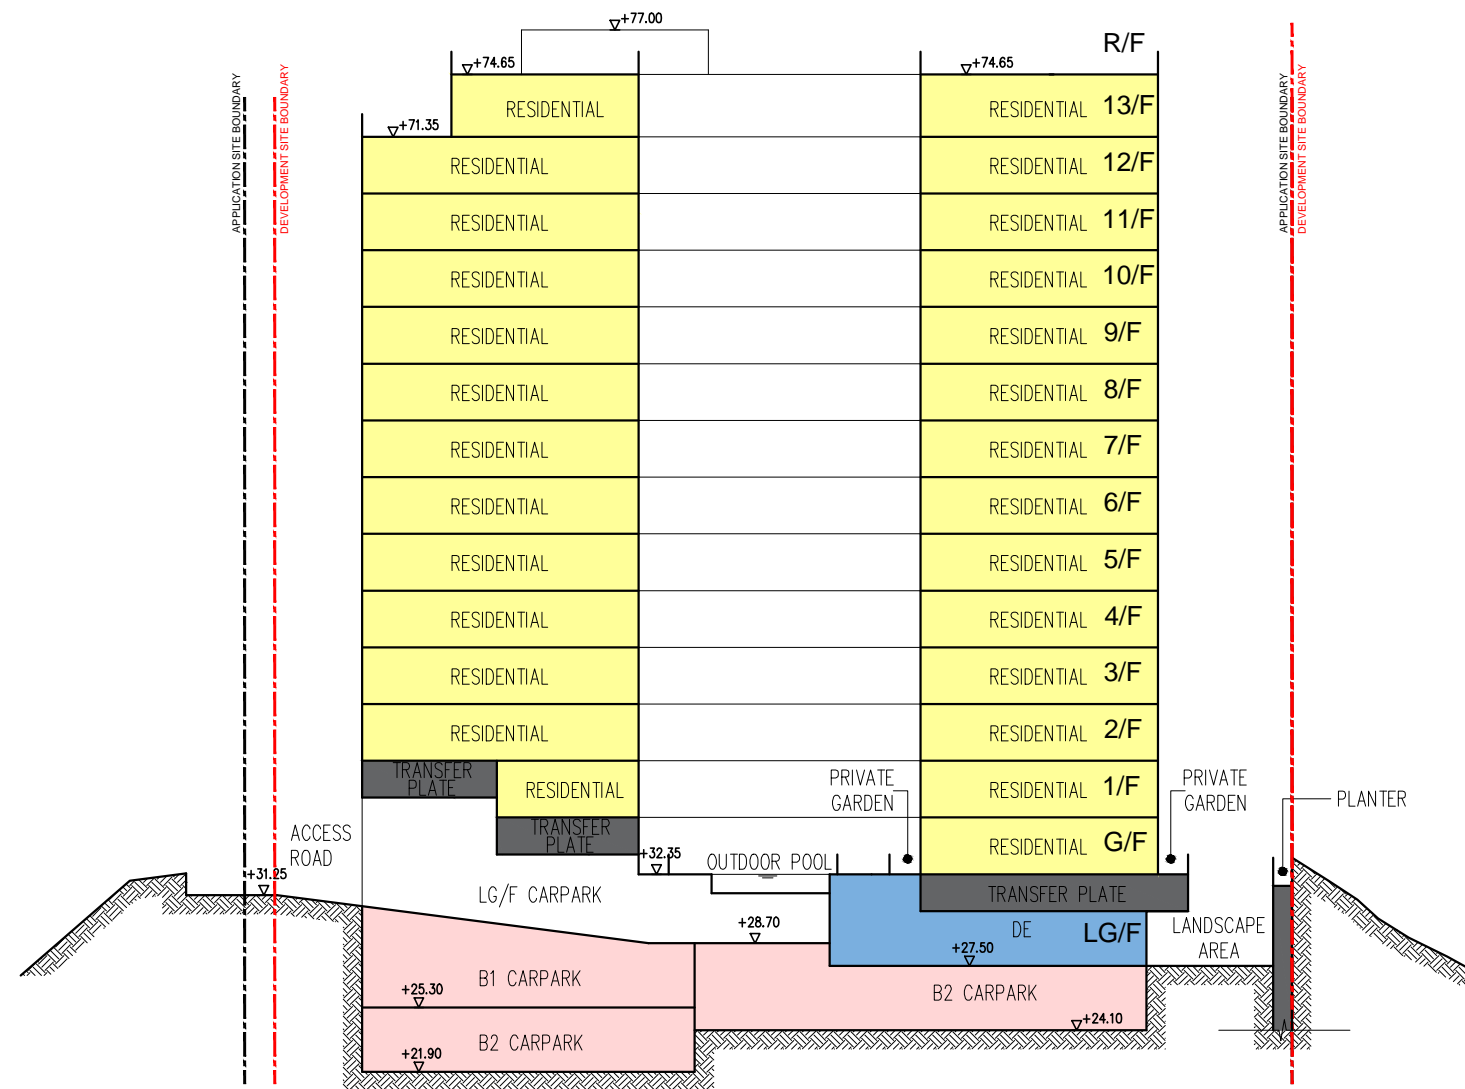 +77.00
R/F
+74.65
+74.65
APPLICATION SITE BOUNDARY
DEVELOPMENT SITE BOUNDARY
APPLICATION SITE BOUNDARY
DEVELOPMENT SITE BOUNDARY
RESIDENTIAL
RESIDENTIAL 13/F
+71.35
RESIDENTIAL
RESIDENTIAL 12/F
RESIDENTIAL
RESIDENTIAL 11/F
RESIDENTIAL
RESIDENTIAL 10/F
RESIDENTIAL
RESIDENTIAL 9/F
RESIDENTIAL
RESIDENTIAL 8/F
RESIDENTIAL
RESIDENTIAL 7/F
RESIDENTIAL
RESIDENTIAL 6/F
RESIDENTIAL
RESIDENTIAL 5/F
RESIDENTIAL
RESIDENTIAL 4/F
RESIDENTIAL
RESIDENTIAL 3/F
RESIDENTIAL
RESIDENTIAL 2/F
TRANSFER
PLATE
RESIDENTIAL
PRIVATE
GARDEN
RESIDENTIAL 1/F
PRIVATE
GARDEN
PLANTER
ACCESS
ROAD
TRANSFER
PLATE
RESIDENTIAL G/F
+32.35
OUTDOOR POOL
+31.25
LG/F CARPARK
TRANSFER PLATE
+28.70
DE
LG/F
LANDSCAPE
AREA
+27.50
B1 CARPARK
+25.30
B2 CARPARK
+24.10
B2 CARPARK
+21.90